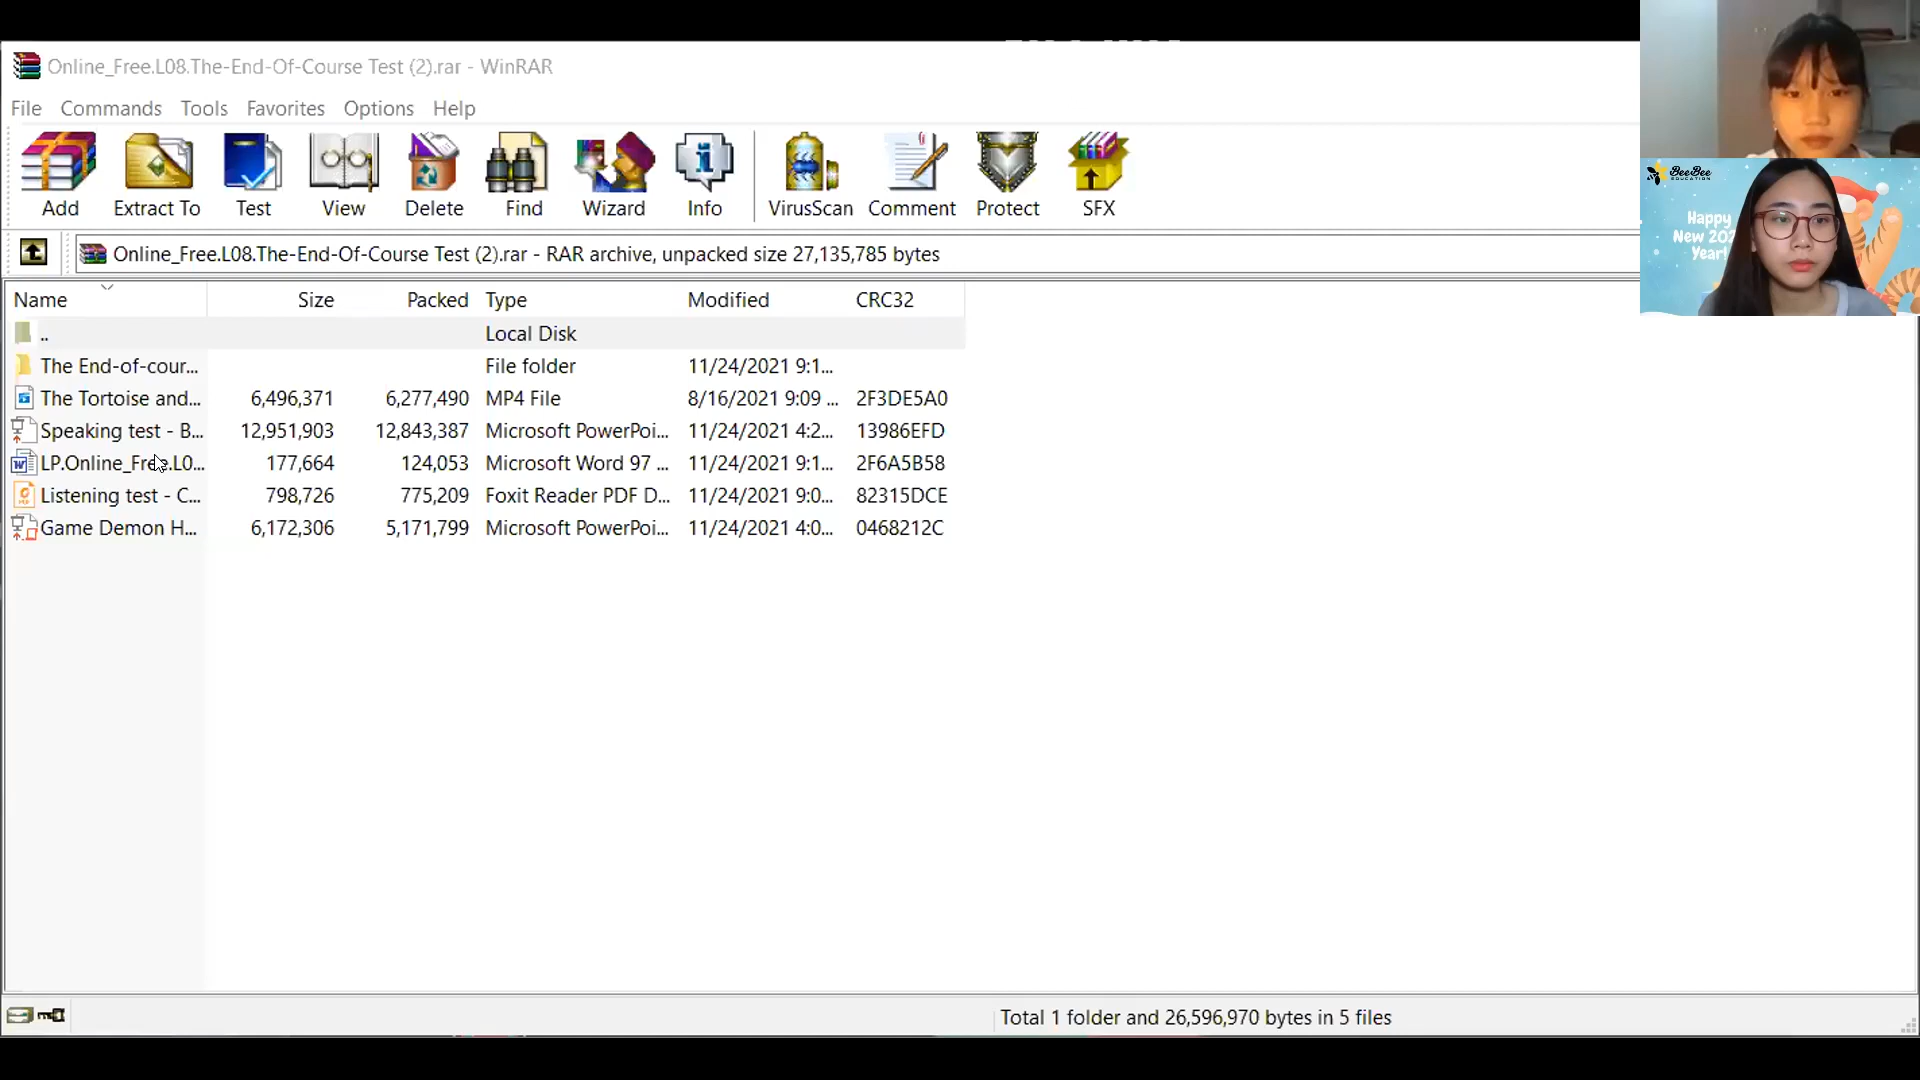 Online_Free.L08.The-End-Of-Course Test (2).rar - WinRAR
File Commands Tools Favorites Options Help
Add Extract To Test View Delete Find Wizard Info VirusScan Comment Protect SFX
Online_Free.L08.The-End-Of-Course Test (2).rar - RAR archive, unpacked size 27,135,785 bytes
Name Size Packed Type Modified CRC32
.. Local Disk
The End-of-cour... File folder 11/24/2021 9:1...
The Tortoise and... 6,496,371 6,277,490 MP4 File 8/16/2021 9:09 ... 2F3DE5A0
Speaking test - B... 12,951,903 12,843,387 Microsoft PowerPoi... 11/24/2021 4:2... 13986EFD
LP.Online_Free.L0... 177,664 124,053 Microsoft Word 97 ... 11/24/2021 9:1... 2F6A5B58
Listening test - C... 798,726 775,209 Foxit Reader PDF D... 11/24/2021 9:0... 82315DCE
Game Demon H... 6,172,306 5,171,799 Microsoft PowerPoi... 11/24/2021 4:0... 0468212C
Total 1 folder and 26,596,970 bytes in 5 files
BeeBee
EDUCATION
Happy
New 202
Year!